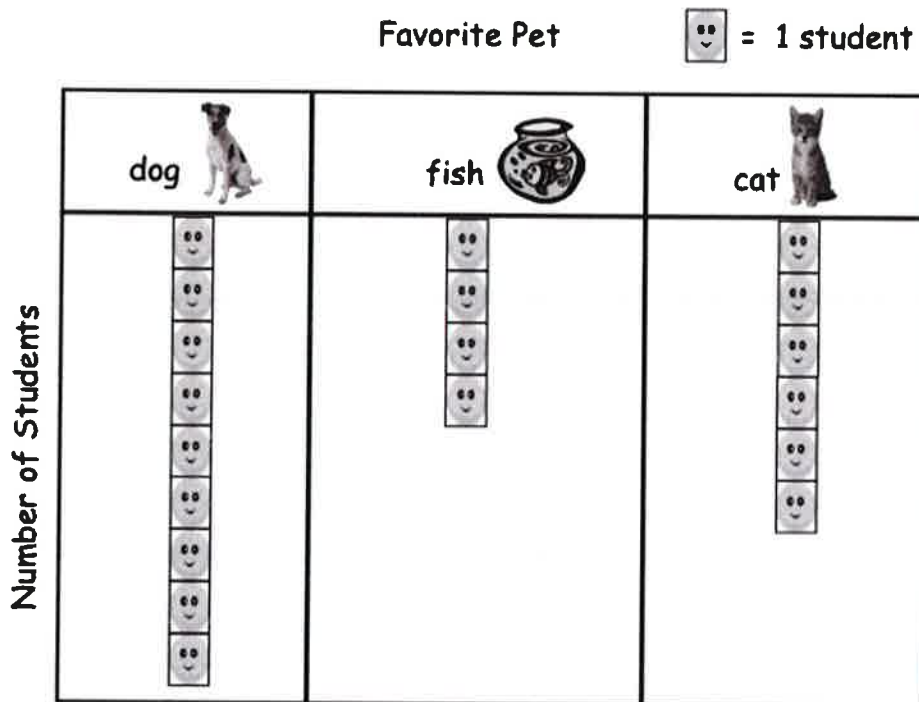 Favorite Pet
= 1 student
dog
fish
cat
Number of Students